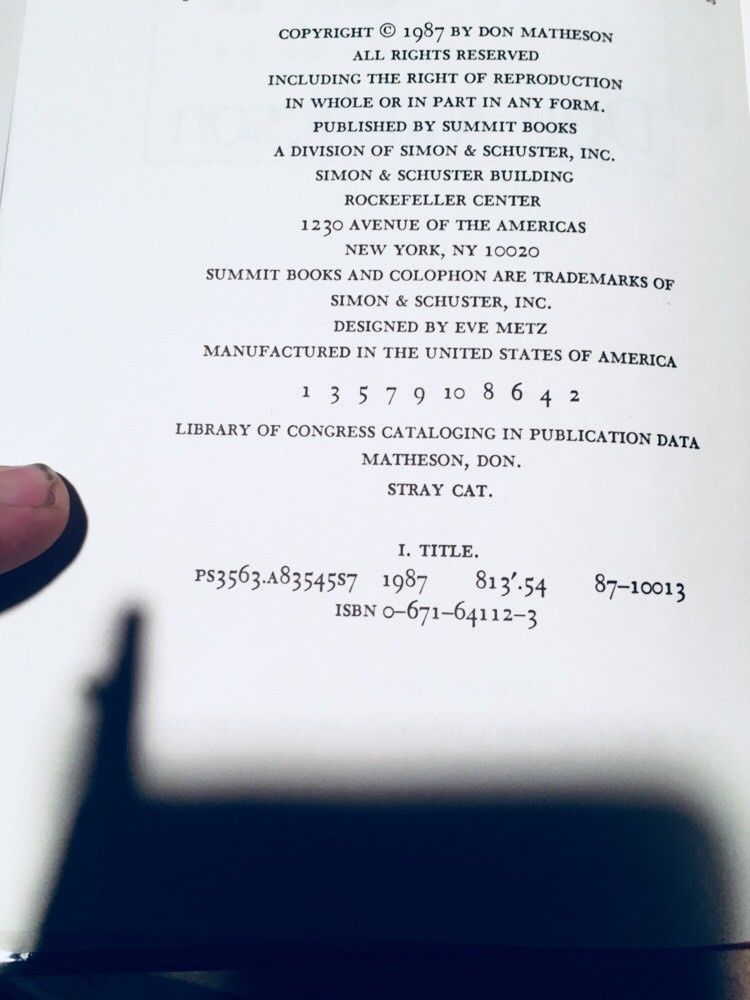 COPYRIGHT © 1987 BY DON MATHESON
ALL RIGHTS RESERVED
INCLUDING THE RIGHT OF REPRODUCTION
IN WHOLE OR IN PART IN ANY FORM.
PUBLISHED BY SUMMIT BOOKS
A DIVISION OF SIMON & SCHUSTER, INC.
SIMON & SCHUSTER BUILDING
ROCKEFELLER CENTER
1230 AVENUE OF THE AMERICAS
NEW YORK, NY 10020
SUMMIT BOOKS AND COLOPHON ARE TRADEMARKS OF
SIMON & SCHUSTER, INC.
DESIGNED BY EVE METZ
MANUFACTURED IN THE UNITED STATES OF AMERICA
1 3 5 7 9 10 8 6 4 2
LIBRARY OF CONGRESS CATALOGING IN PUBLICATION DATA
MATHESON, DON.
STRAY CAT.
I. TITLE.
PS3563.A83545S7 1987 813′.54 87–10013
ISBN 0–671–64112–3